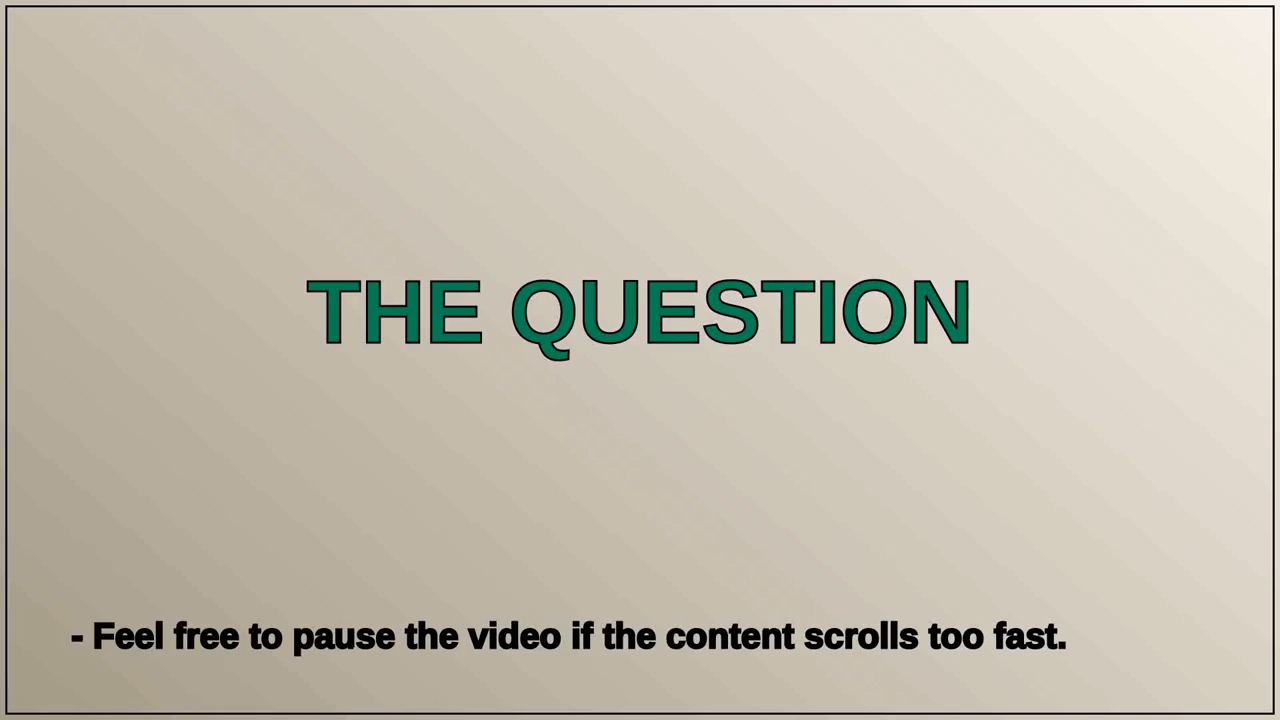 THE QUESTION
- Feel free to pause the video if the content scrolls too fast.